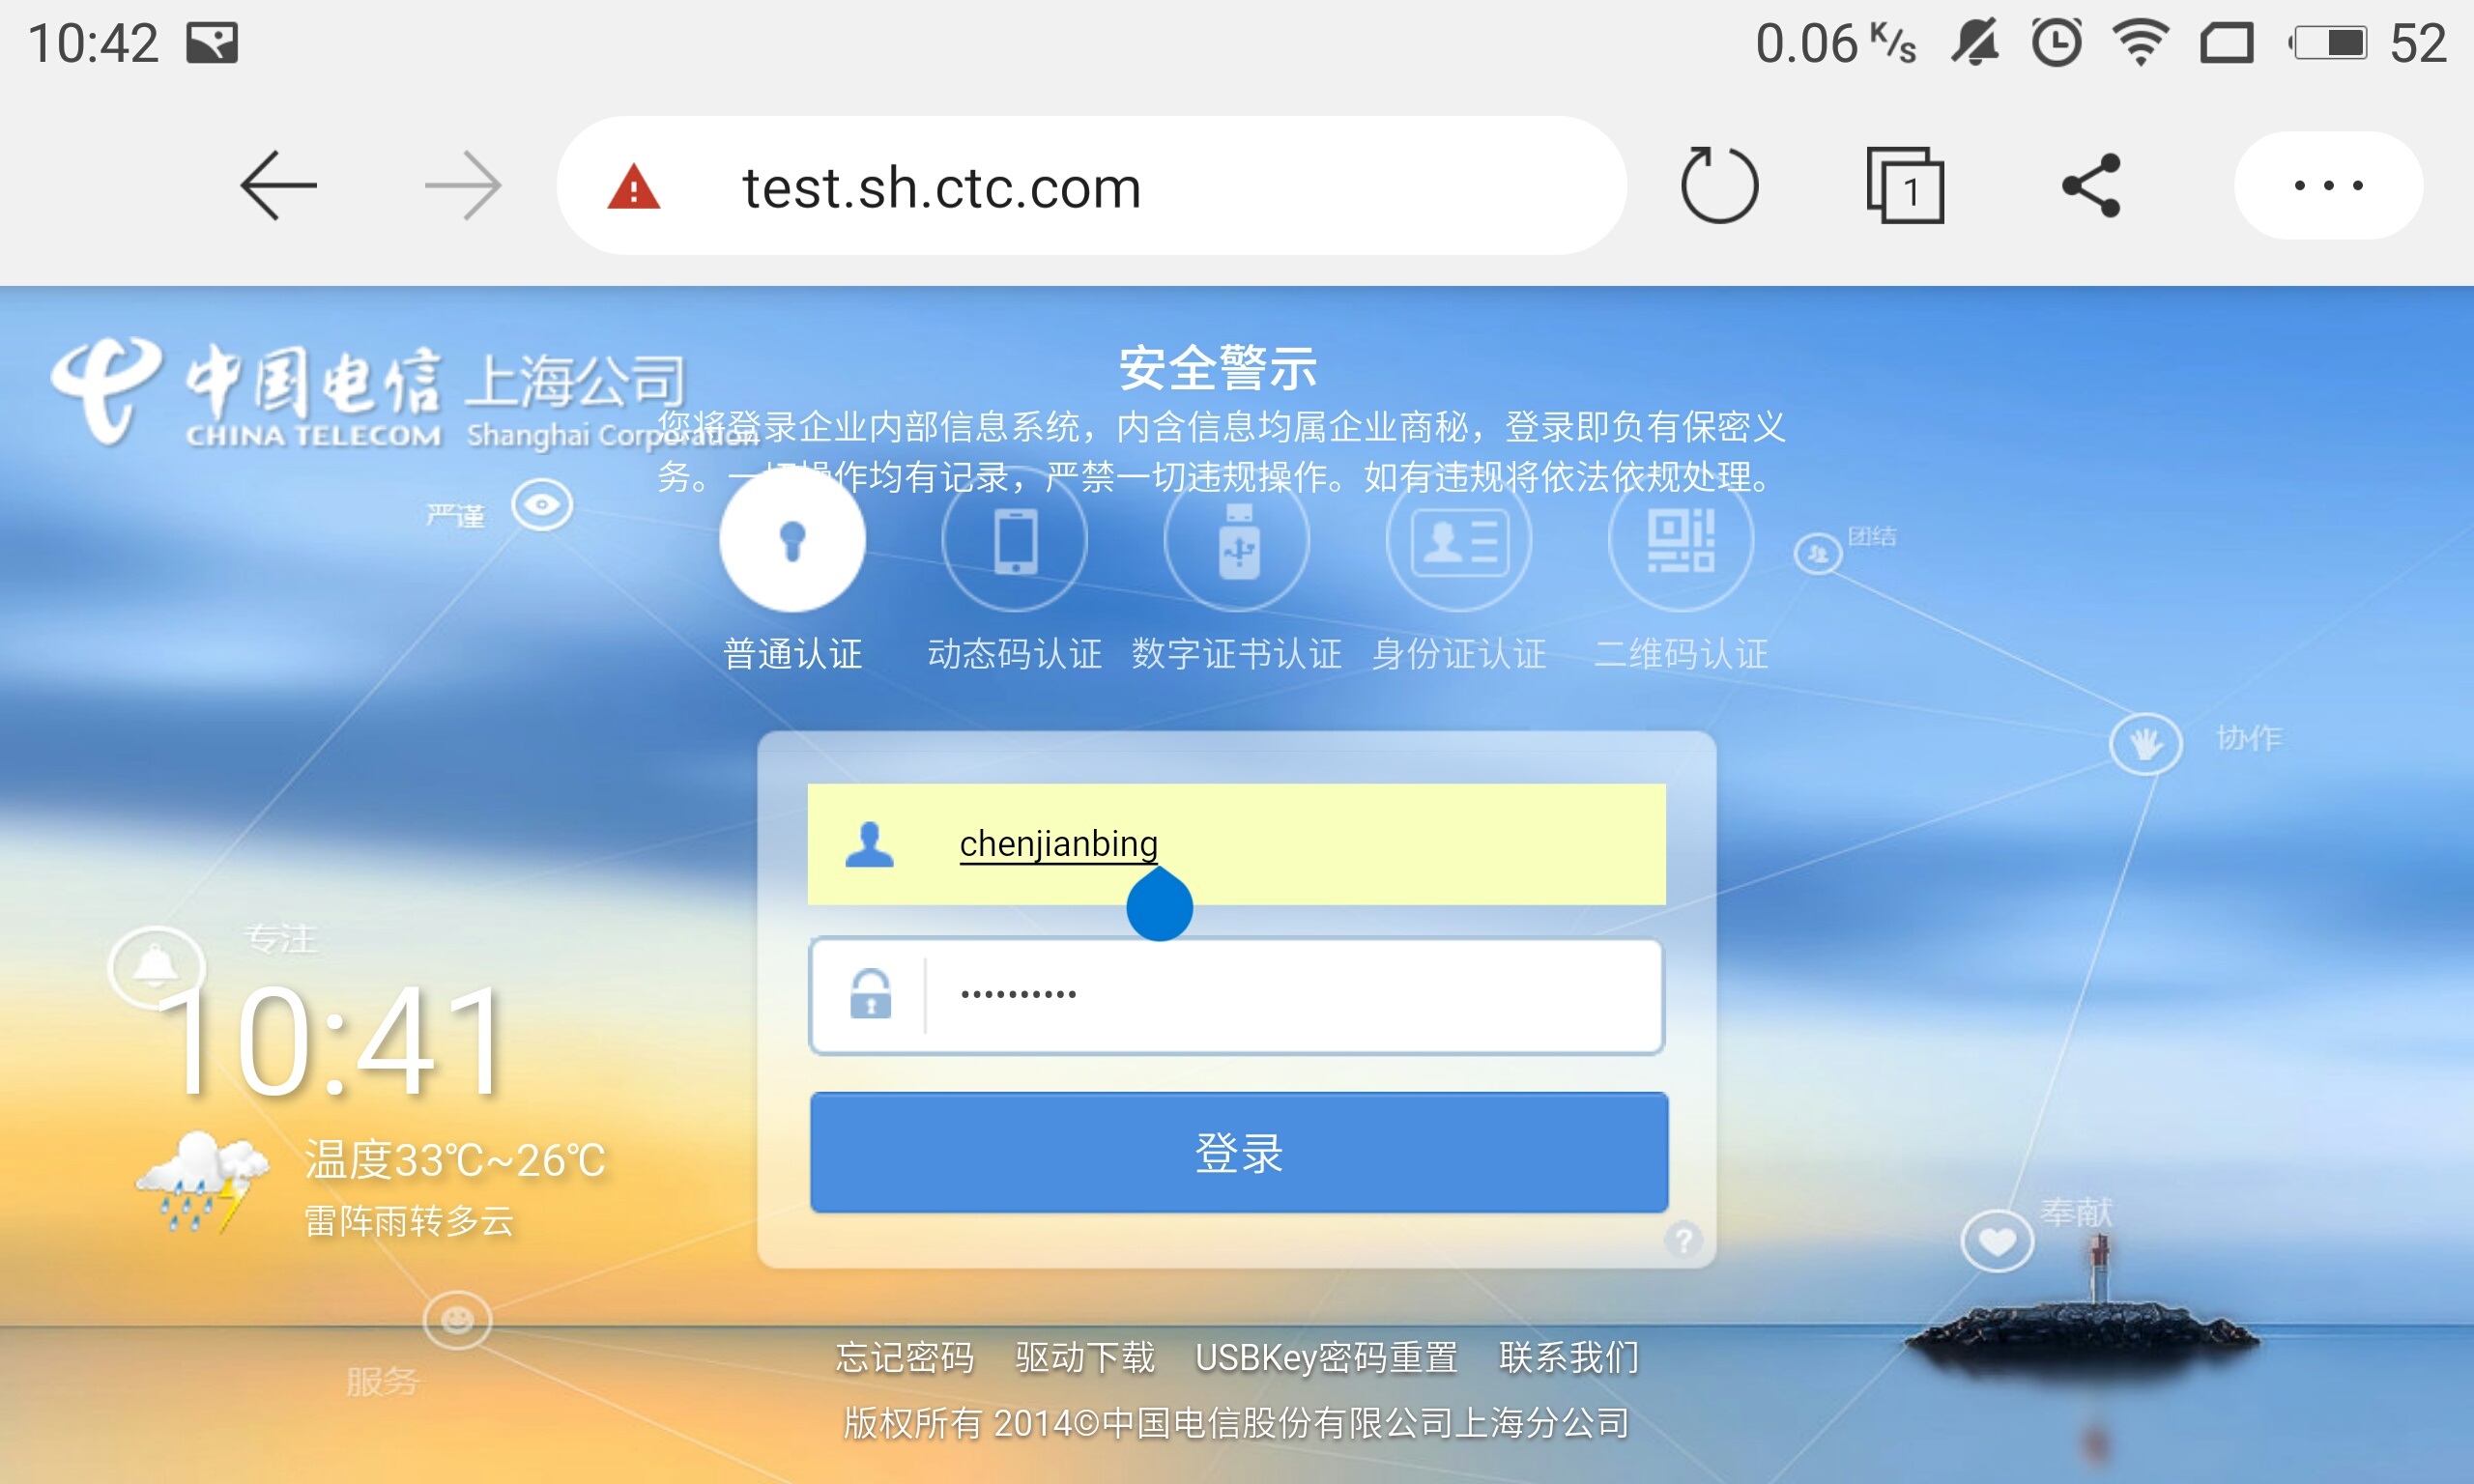 10:42
0.06 K/s
52
test.sh.ctc.com
1
中国电信 上海公司
CHINA TELECOM Shanghai Corporation
安全警示
您将登录企业内部信息系统，内含信息均属企业商秘，登录即负有保密义
务。一切操作均有记录，严禁一切违规操作。如有违规将依法依规处理。
严谨
团结
普通认证
动态码认证
数字证书认证
身份证认证
二维码认证
协作
chenjianbing
••••••••••
登录
?
专注
10:41
温度33℃~26℃
雷阵雨转多云
奉献
服务
忘记密码 驱动下载 USBKey密码重置 联系我们
版权所有 2014©中国电信股份有限公司上海分公司